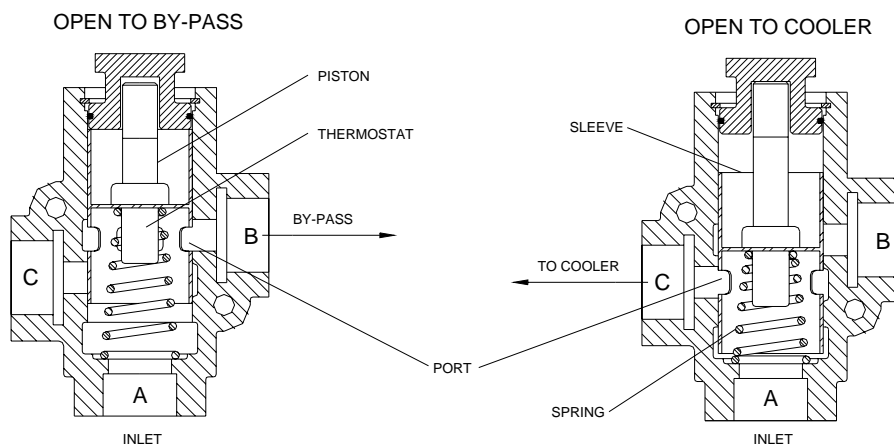 OPEN TO BY-PASS
OPEN TO COOLER
PISTON
THERMOSTAT
SLEEVE
BY-PASS
B
C
TO COOLER
B
C
PORT
A
SPRING
A
INLET
INLET